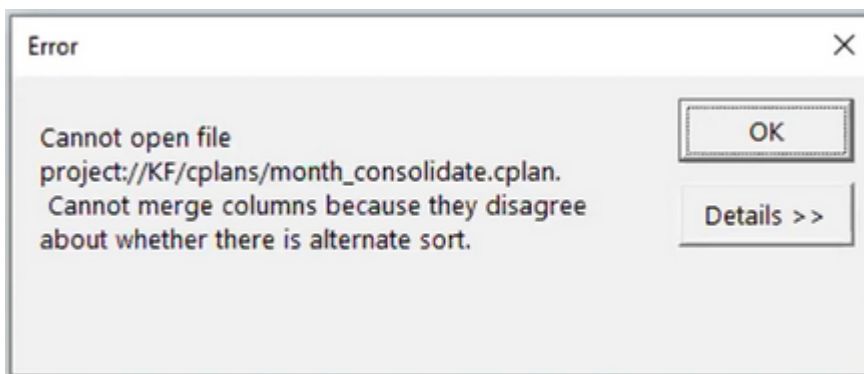 Error
Cannot open file
project://KF/cplans/month_consolidate.cplan.
Cannot merge columns because they disagree
about whether there is alternate sort.
OK
Details >>